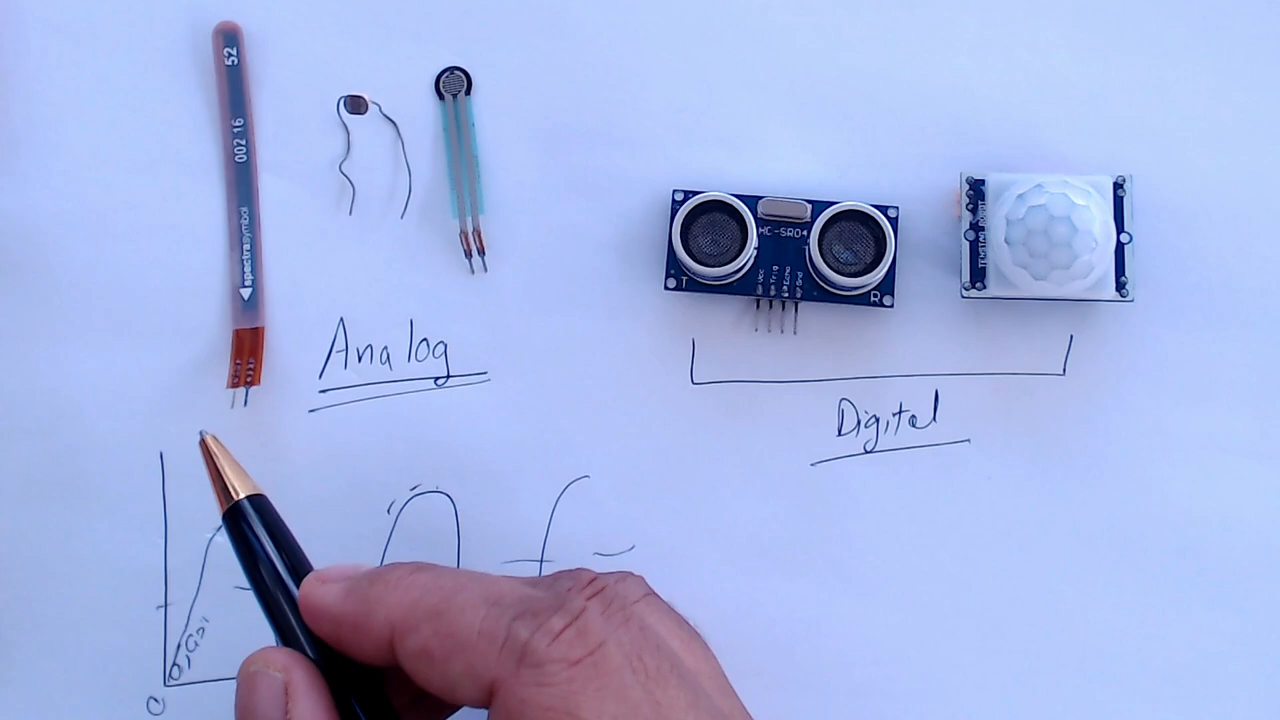 52
002 16
spectrasymbol
HC-SR04
Vcc
Trig
Echo
Gnd
T
R
Analog
Digital